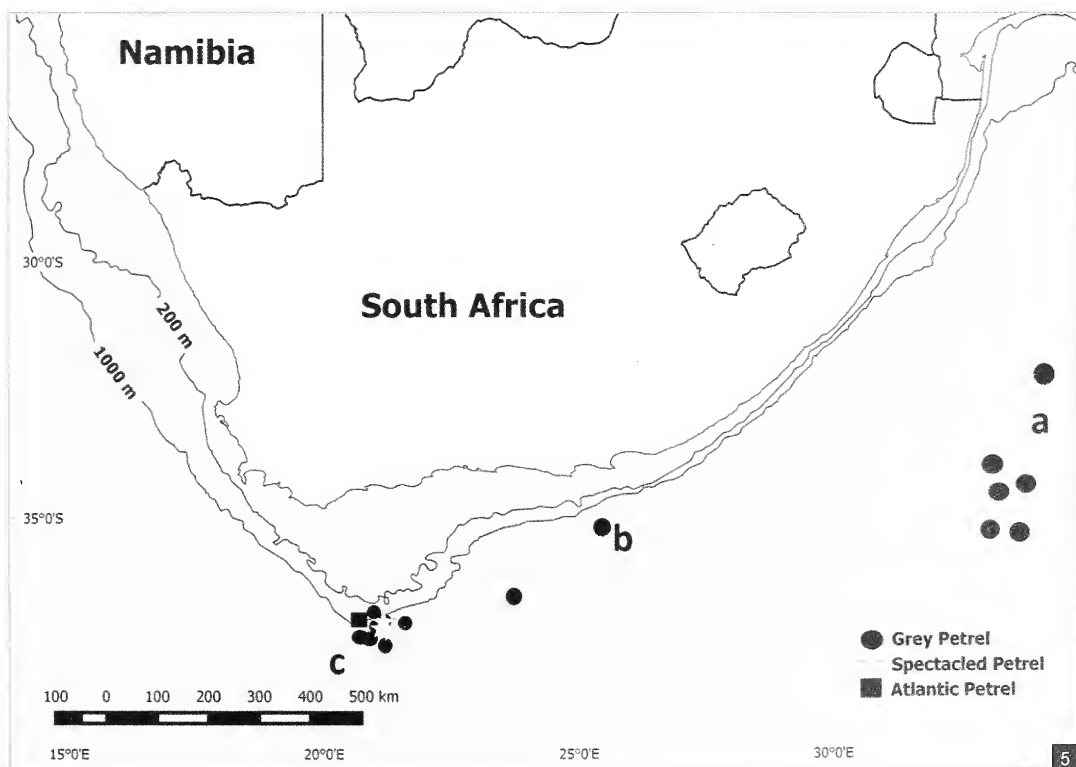 Namibia
30°0'S
200 m
South Africa
1000 m
a
35°0'S
b
c
Grey Petrel
Spectacled Petrel
Atlantic Petrel
100 0 100 200 300 400 500 km
15°0'E 20°0'E 25°0'E 30°0'E
5